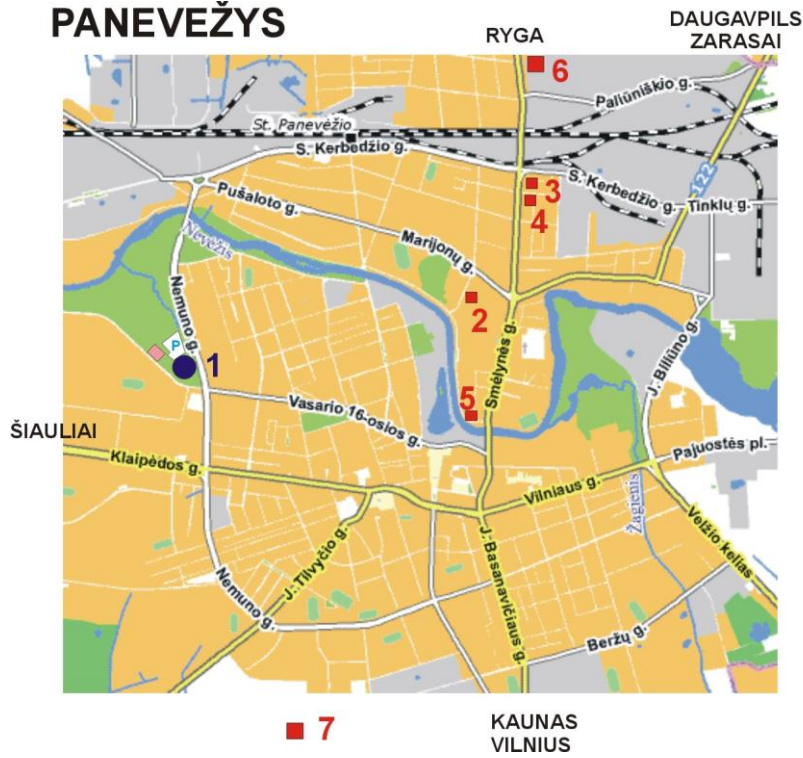 PANEVĖŽYS
RYGA
DAUGAVPILS
ZARASAI
6
Paliūniškio g.
St. Panevėžio
S. Kerbedžio g.
S. Kerbedžio g.
122
3
4
Tinklų g.
Pušaloto g.
Nevėžis
Marijonų g.
Nemuno g.
2
Smėlynės g.
J. Biliūno g.
P
1
Vasario 16-osios g.
5
ŠIAULIAI
Klaipėdos g.
Pajuostės pl.
Vilniaus g.
Žagienis
Velžio kelias
J. Tilvyčio g.
J. Basanavičiaus g.
Nemuno g.
Beržų g.
7
KAUNAS
VILNIUS